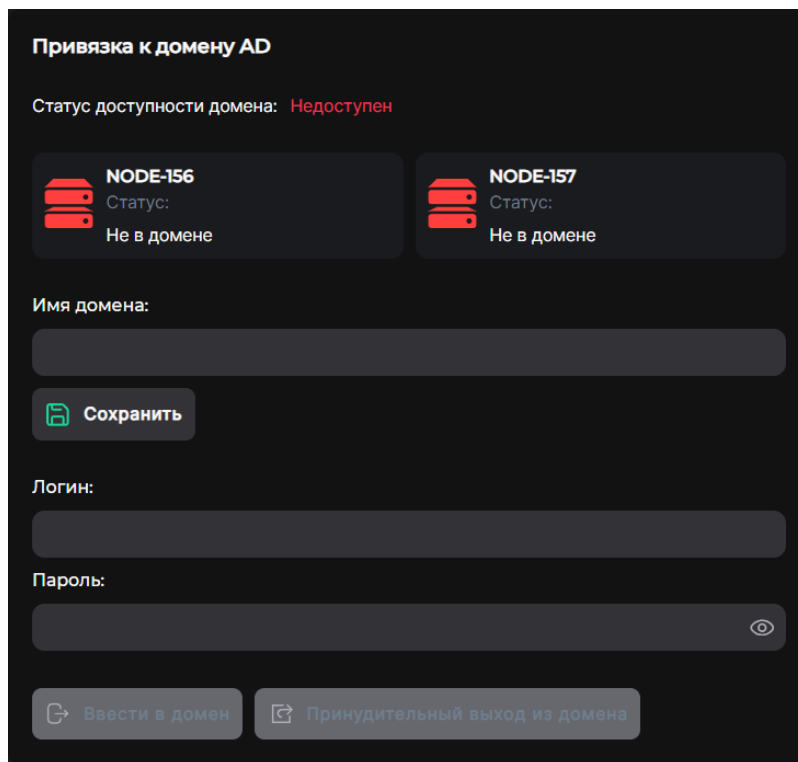 Привязка к домену AD
Статус доступности домена: Недоступен
NODE-156
Статус:
Не в домене
NODE-157
Статус:
Не в домене
Имя домена:
Сохранить
Логин:
Пароль:
Ввести в домен
Принудительный выход из домена